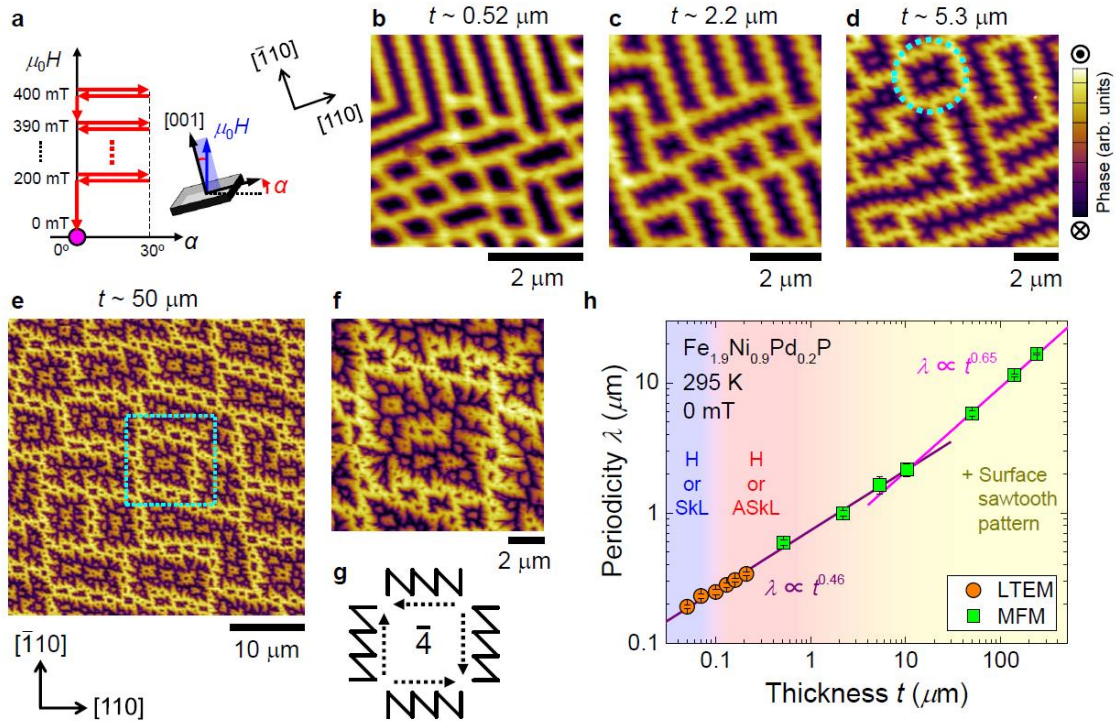 a
μ₀H
400 mT
390 mT
200 mT
0 mT
0°
30°
α
[001]
μ₀H
α
[1̄10]
[110]
b
t ~ 0.52 μm
2 μm
c
t ~ 2.2 μm
2 μm
d
t ~ 5.3 μm
2 μm
Phase (arb. units)
e
t ~ 50 μm
10 μm
[1̄10]
[110]
f
2 μm
g
4̄
h
Fe₁.₉Ni₀.₉Pd₀.₂P
295 K
0 mT
λ ∝ t^0.65
H
or
SkL
H
or
ASkL
+ Surface
sawtooth
pattern
λ ∝ t^0.46
LTEM
MFM
Periodicity λ (μm)
10
1
0.1
0.1
1
10
100
Thickness t (μm)